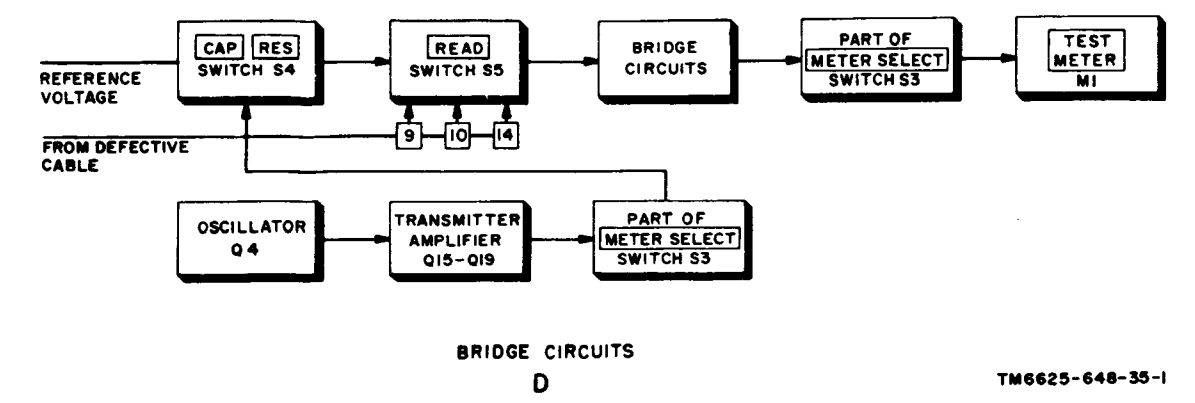 CAP RES
SWITCH S4
READ
SWITCH S5
BRIDGE
CIRCUITS
PART OF
METER SELECT
SWITCH S3
TEST
METER
M1
REFERENCE
VOLTAGE
9
10
14
FROM DEFECTIVE
CABLE
OSCILLATOR
Q4
TRANSMITTER
AMPLIFIER
Q15-Q19
PART OF
METER SELECT
SWITCH S3
BRIDGE CIRCUITS
D
TM6625-648-35-1